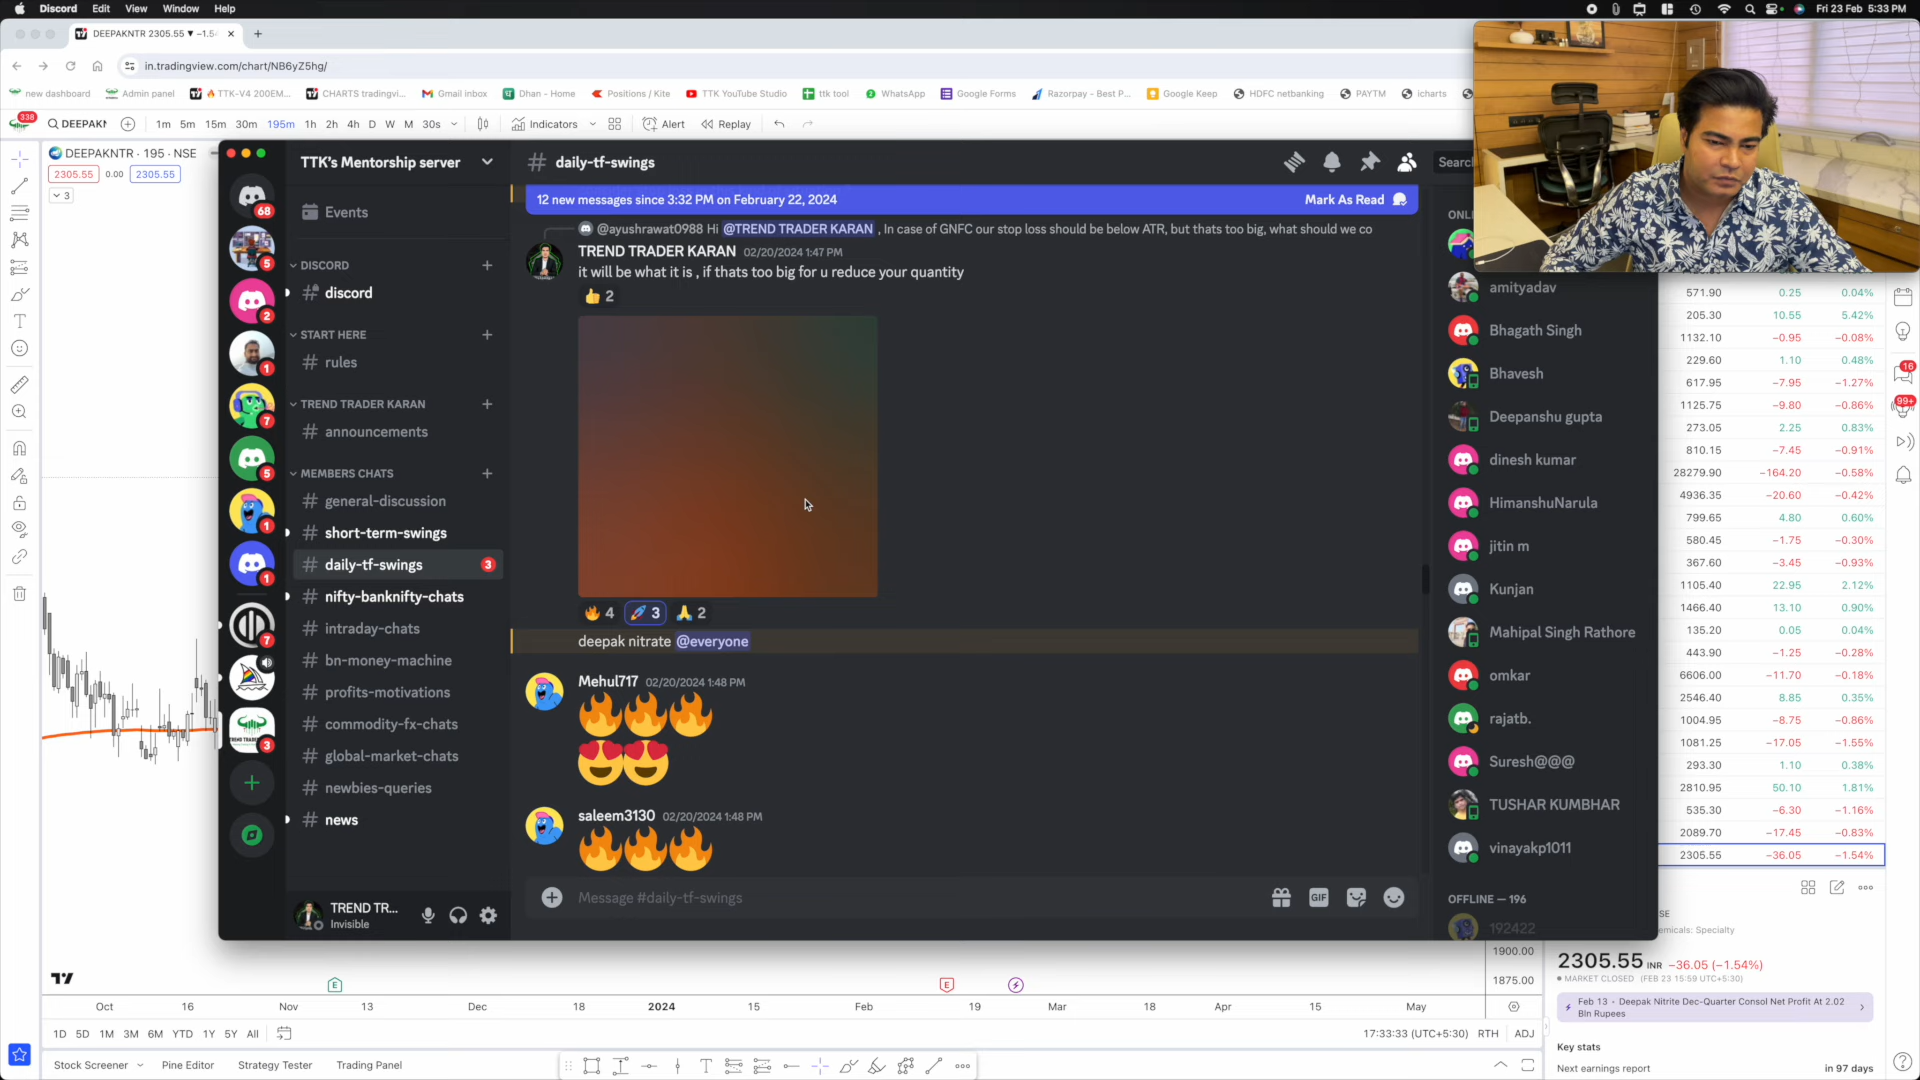 Discord Edit View Window Help
Fri 23 Feb 5:33 PM
DEEPAKNTR 2305.55 ▼ −1.5
in.tradingview.com/chart/NB6yZ5hg/
new dashboard Admin panel TTK-V4 200EM... CHARTS tradingvi... Gmail inbox Dhan - Home Positions / Kite TTK YouTube Studio ttk tool WhatsApp Google Forms Razorpay - Best P... Google Keep HDFC netbanking PAYTM icharts
338
DEEPAKN 1m 5m 15m 30m 195m 1h 2h 4h D W M 30s Indicators Alert Replay
DEEPAKNTR · 195 · NSE
2305.55 0.00 2305.55
3
TTK's Mentorship server
68
5
2
1
7
5
1
1
7
3
Events
DISCORD
# discord
START HERE
# rules
TREND TRADER KARAN
# announcements
MEMBERS CHATS
# general-discussion
# short-term-swings
# daily-tf-swings 3
# nifty-banknifty-chats
# intraday-chats
# bn-money-machine
# profits-motivations
# commodity-fx-chats
# global-market-chats
# newbies-queries
# news
TREND TR...
Invisible
# daily-tf-swings
Search
12 new messages since 3:32 PM on February 22, 2024 Mark As Read
@ayushrawat0988 Hi @TREND TRADER KARAN , In case of GNFC our stop loss should be below ATR, but thats too big, what should we co
TREND TRADER KARAN 02/20/2024 1:47 PM
it will be what it is , if thats too big for u reduce your quantity
2
4 3 2
deepak nitrate @everyone
Mehul717 02/20/2024 1:48 PM
saleem3130 02/20/2024 1:48 PM
Message #daily-tf-swings
GIF
amityadav
Bhagath Singh
Bhavesh
Deepanshu gupta
dinesh kumar
HimanshuNarula
jitin m
Kunjan
Mahipal Singh Rathore
omkar
rajatb.
Suresh@@@
TUSHAR KUMBHAR
vinayakp1011
OFFLINE — 196
192422
571.90 0.25 0.04%
205.30 10.55 5.42%
1132.10 −0.95 −0.08%
229.60 1.10 0.48%
617.95 −7.95 −1.27%
1125.75 −9.80 −0.86%
273.05 2.25 0.83%
810.15 −7.45 −0.91%
28279.90 −164.20 −0.58%
4936.35 −20.60 −0.42%
799.65 4.80 0.60%
580.45 −1.75 −0.30%
367.60 −3.45 −0.93%
1105.40 22.95 2.12%
1466.40 13.10 0.90%
135.20 0.05 0.04%
443.90 −1.25 −0.28%
6606.00 −11.70 −0.18%
2546.40 8.85 0.35%
1004.95 −8.75 −0.86%
1081.25 −17.05 −1.55%
293.30 1.10 0.38%
2810.95 50.10 1.81%
535.30 −6.30 −1.16%
2089.70 −17.45 −0.83%
2305.55 −36.05 −1.54%
16
99+
1900.00
1875.00
Oct 16 Nov 13 Dec 18 2024 15 Feb 19 Mar 18 Apr 15 May
E
E
1D 5D 1M 3M 6M YTD 1Y 5Y All
17:33:33 (UTC+5:30) RTH ADJ
Stock Screener Pine Editor Strategy Tester Trading Panel
2305.55 INR −36.05 (−1.54%)
MARKET CLOSED (FEB 23 15:59 UTC+5:30)
Feb 13 · Deepak Nitrite Dec-Quarter Consol Net Profit At 2.02
Bln Rupees
Key stats
Next earnings report in 97 days